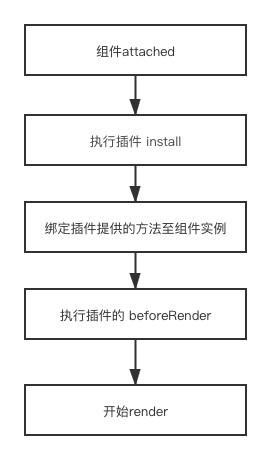 组件attached
执行插件 install
绑定插件提供的方法至组件实例
执行插件的 beforeRender
开始render